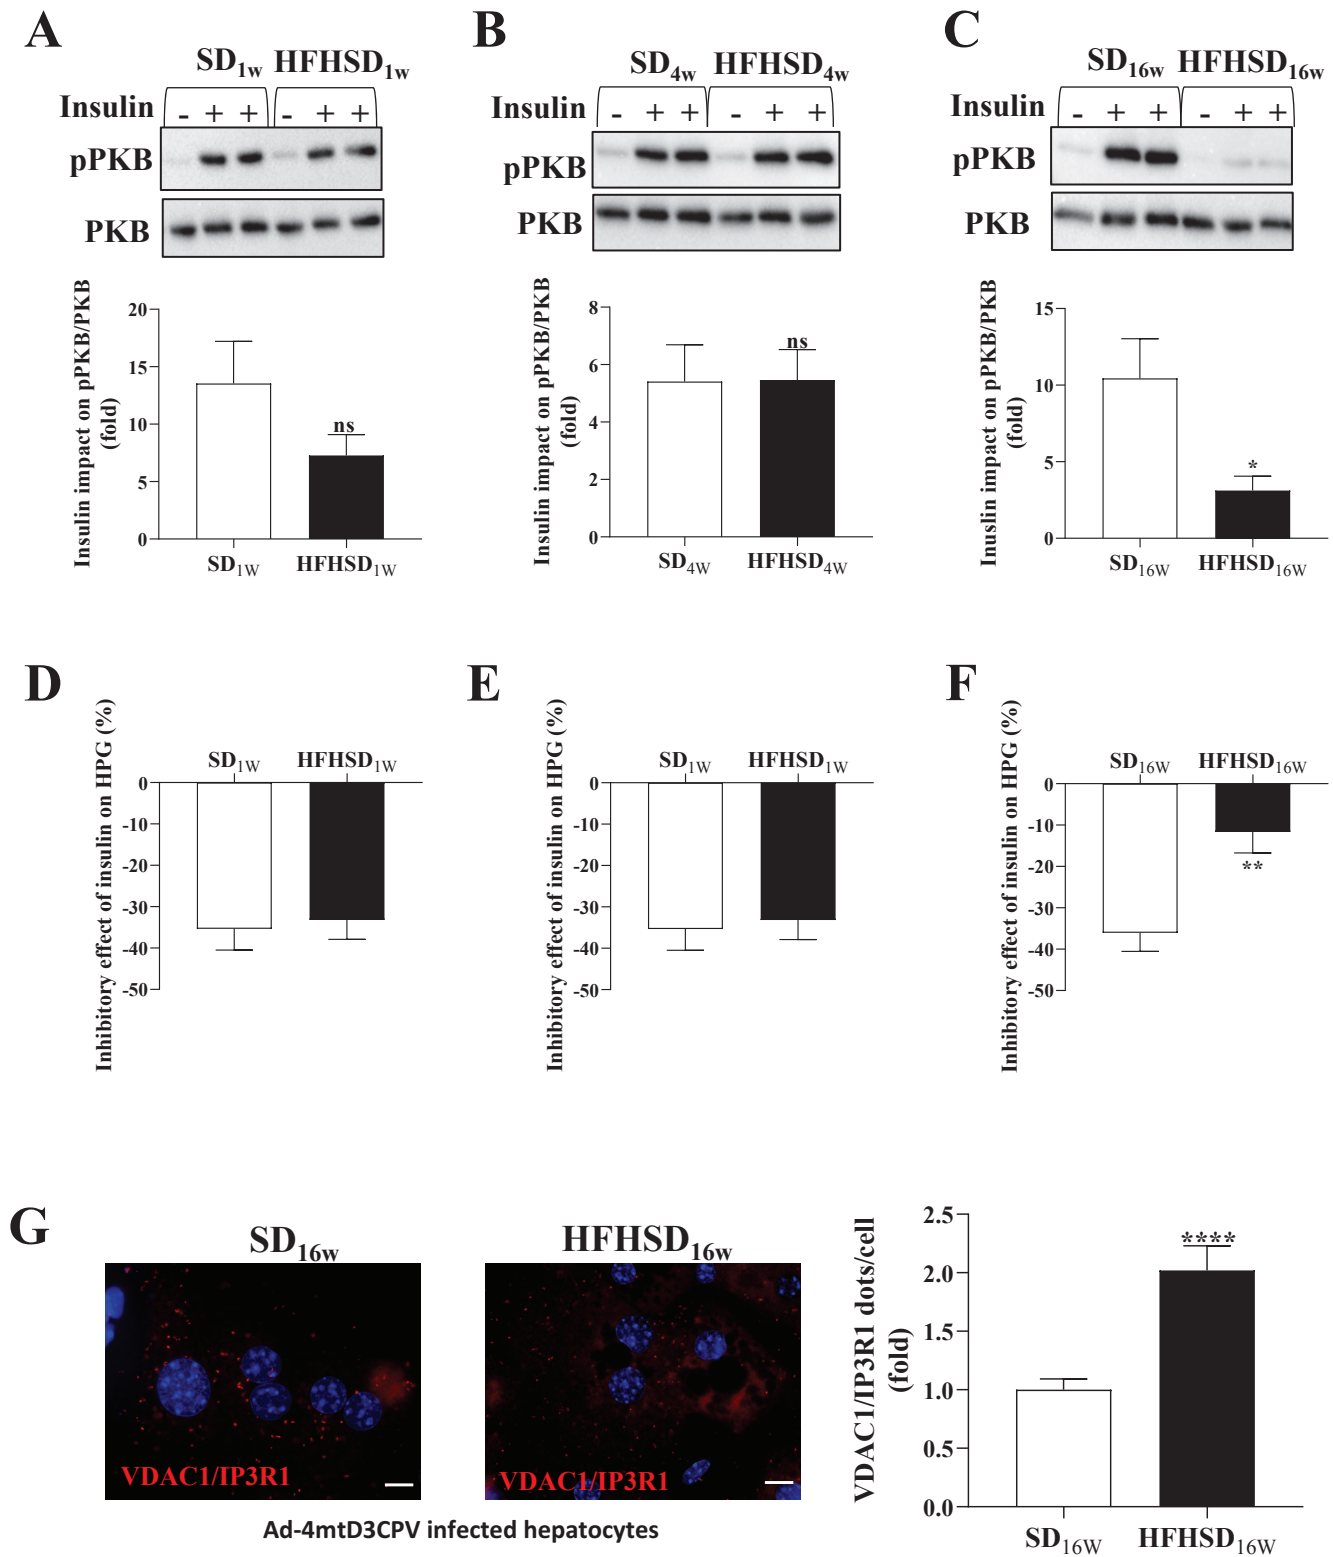 A
SD1w HFHSD1w
Insulin - + + - + +
pPKB
PKB
Insulin impact on pPKB/PKB
(fold)
20
15
10
5
0
ns
SD1W HFHSD1W
B
SD4w HFHSD4w
Insulin - + + - + +
pPKB
PKB
Insulin impact on pPKB/PKB
(fold)
8
6
4
2
0
ns
SD4W HFHSD4W
C
SD16w HFHSD16w
Insulin - + + - + +
pPKB
PKB
Inuslin impact on pPKB/PKB
(fold)
15
10
5
0
*
SD16W HFHSD16W
D
Inhibitory effect of insulin on HPG (%)
SD1W HFHSD1W
0
-10
-20
-30
-40
-50
E
Inhibitory effect of insulin on HPG (%)
SD1W HFHSD1W
0
-10
-20
-30
-40
-50
F
Inhibitory effect of insulin on HPG (%)
SD16W HFHSD16W
0
-10
-20
-30
-40
-50
**
G
SD16w HFHSD16w
VDAC1/IP3R1
VDAC1/IP3R1
Ad-4mtD3CPV infected hepatocytes
VDAC1/IP3R1 dots/cell
(fold)
2.5
2.0
1.5
1.0
0.5
0.0
****
SD16W HFHSD16W